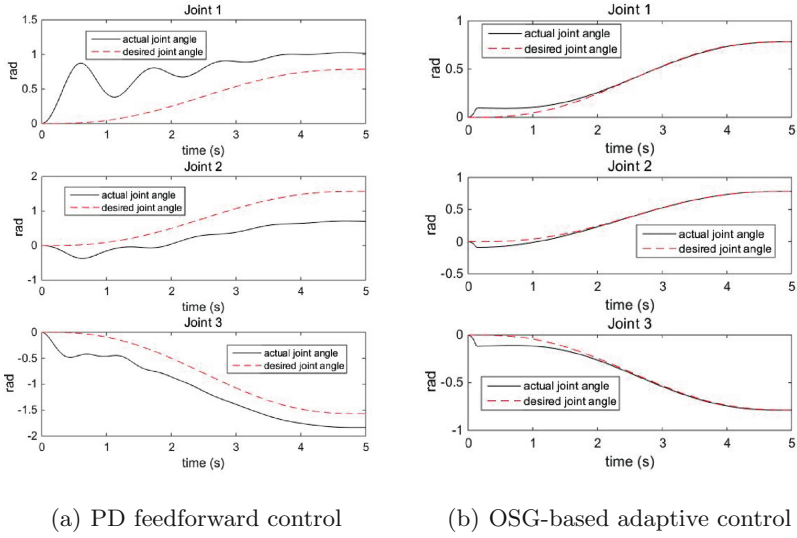 Joint 1
1.5
1
0.5
0
rad
actual joint angle
desired joint angle
0
1
2
3
4
5
time (s)
Joint 2
2
1
0
-1
rad
actual joint angle
desired joint angle
0
1
2
3
4
5
time (s)
Joint 3
0
-0.5
-1
-1.5
-2
rad
actual joint angle
desired joint angle
0
1
2
3
4
5
time (s)
(a) PD feedforward control
Joint 1
1
0.5
0
rad
actual joint angle
desired joint angle
0
1
2
3
4
5
time (s)
Joint 2
1
0.5
0
-0.5
rad
actual joint angle
desired joint angle
0
1
2
3
4
5
time (s)
Joint 3
0
-0.5
-1
rad
actual joint angle
desired joint angle
0
1
2
3
4
5
time (s)
(b) OSG-based adaptive control